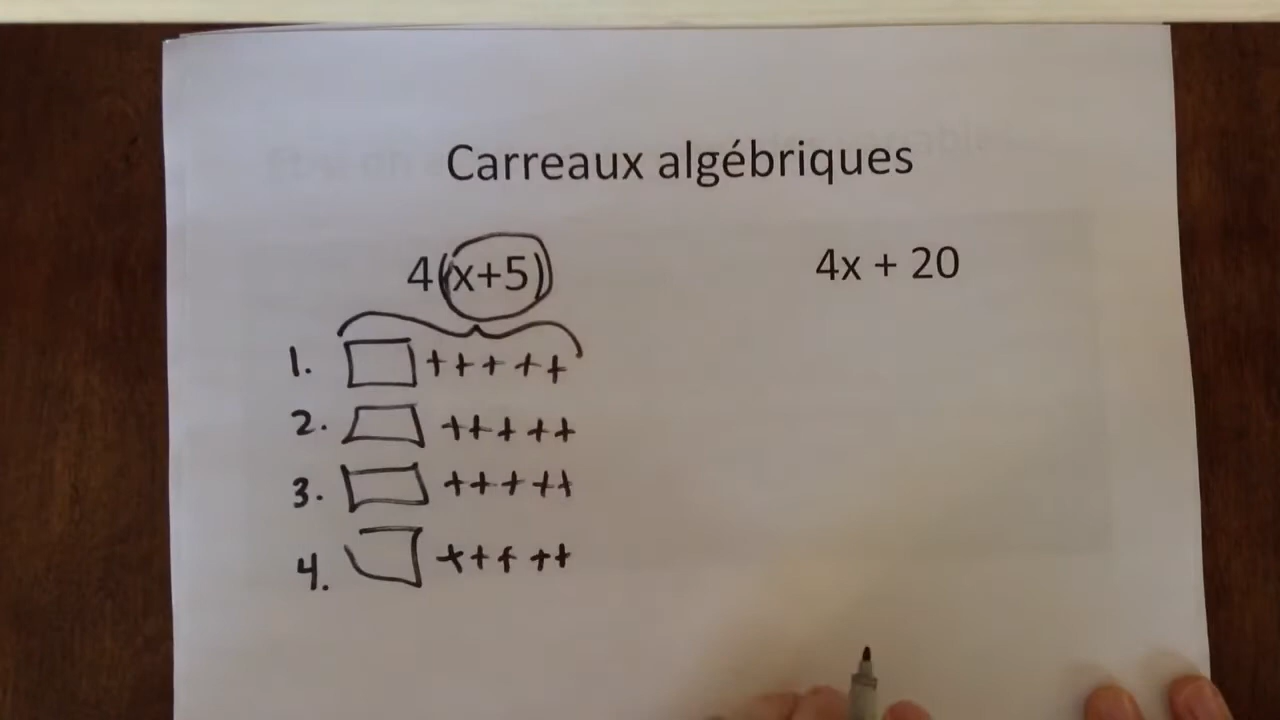 Carreaux algébriques
4(x+5)
4x + 20
1. +++++
2. +++++
3. +++++
4. +++++